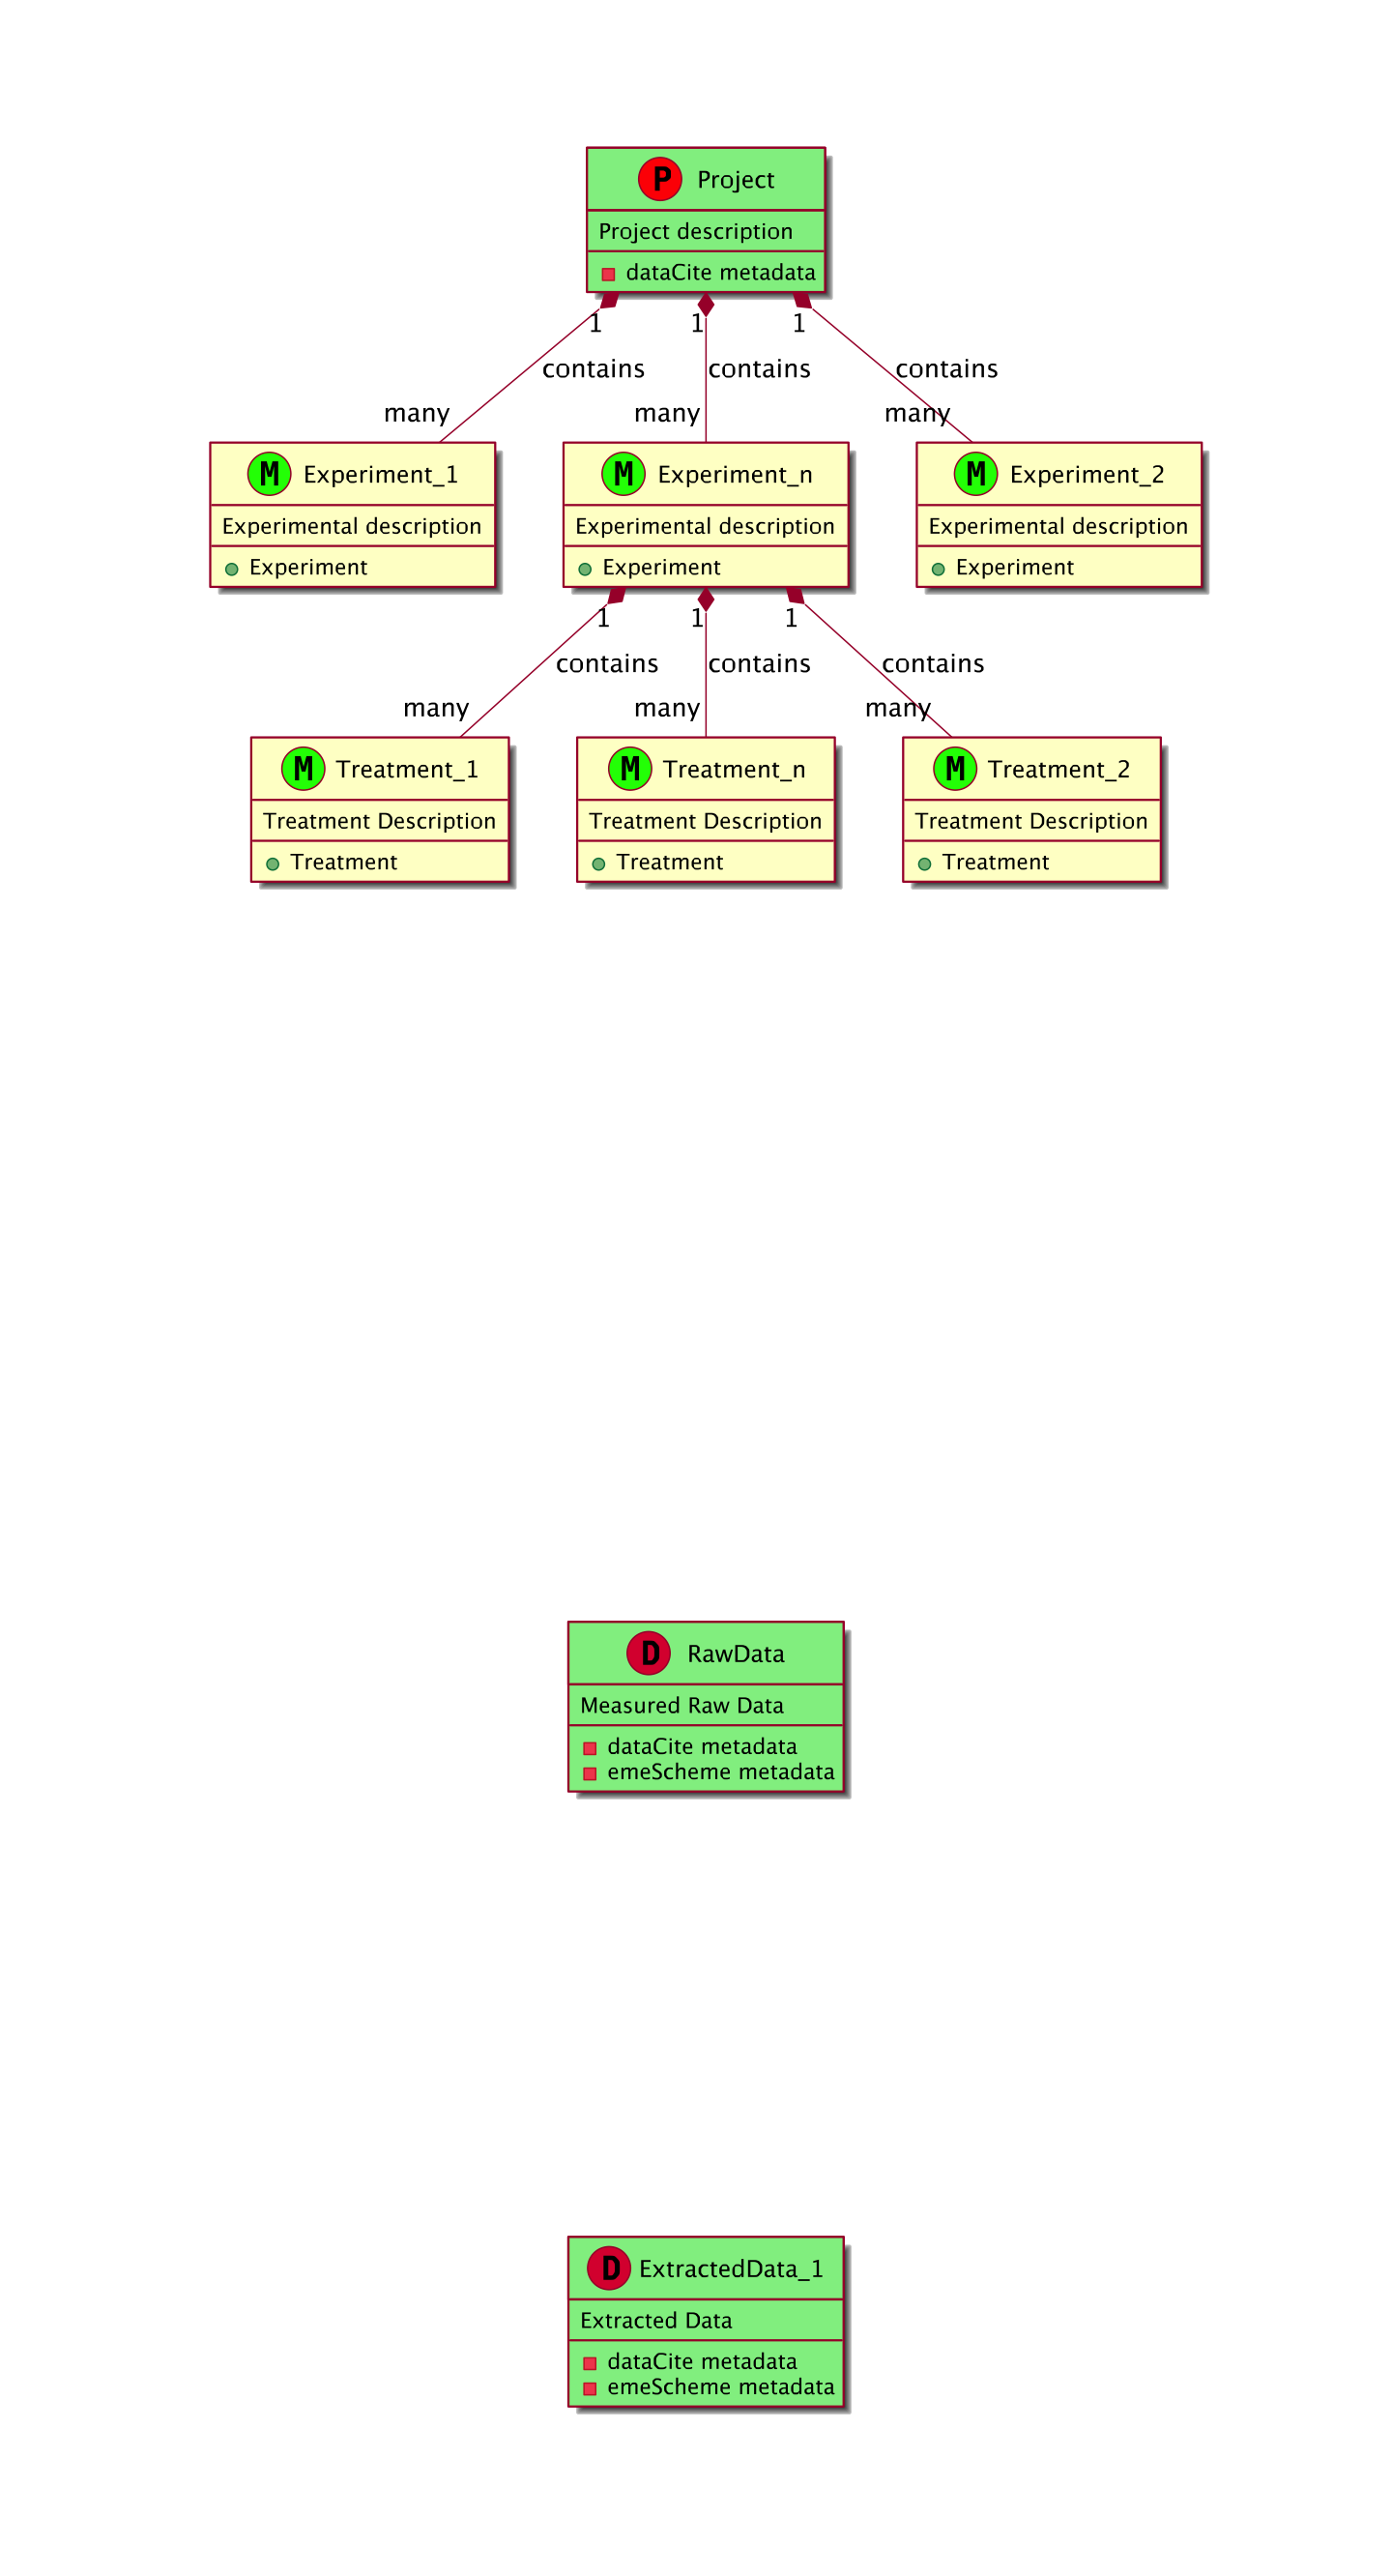 P Project
Project description
dataCite metadata
1 1 1
contains contains contains
many many many
M Experiment_1 M Experiment_n M Experiment_2
Experimental description Experimental description Experimental description
Experiment Experiment Experiment
1 1 1
contains contains contains
many many many
M Treatment_1 M Treatment_n M Treatment_2
Treatment Description Treatment Description Treatment Description
Treatment Treatment Treatment
D RawData
Measured Raw Data
dataCite metadata
emeScheme metadata
D ExtractedData_1
Extracted Data
dataCite metadata
emeScheme metadata